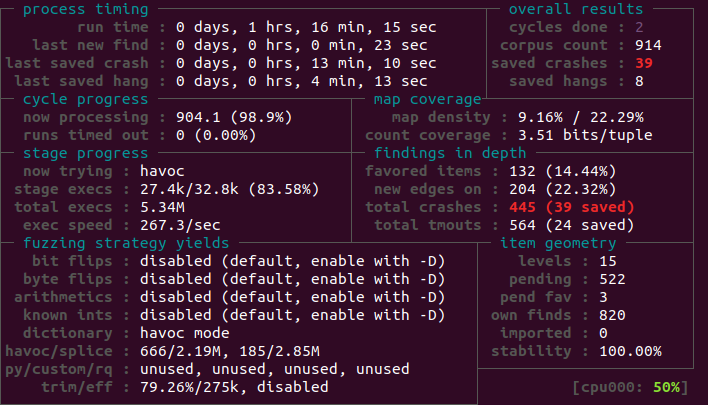 process timing overall results
run time : 0 days, 1 hrs, 16 min, 15 sec cycles done : 2
last new find : 0 days, 0 hrs, 0 min, 23 sec corpus count : 914
last saved crash : 0 days, 0 hrs, 13 min, 10 sec saved crashes : 39
last saved hang : 0 days, 0 hrs, 4 min, 13 sec saved hangs : 8
cycle progress map coverage
now processing : 904.1 (98.9%) map density : 9.16% / 22.29%
runs timed out : 0 (0.00%) count coverage : 3.51 bits/tuple
stage progress findings in depth
now trying : havoc favored items : 132 (14.44%)
stage execs : 27.4k/32.8k (83.58%) new edges on : 204 (22.32%)
total execs : 5.34M total crashes : 445 (39 saved)
exec speed : 267.3/sec total tmouts : 564 (24 saved)
fuzzing strategy yields item geometry
bit flips : disabled (default, enable with -D) levels : 15
byte flips : disabled (default, enable with -D) pending : 522
arithmetics : disabled (default, enable with -D) pend fav : 3
known ints : disabled (default, enable with -D) own finds : 820
dictionary : havoc mode imported : 0
havoc/splice : 666/2.19M, 185/2.85M stability : 100.00%
py/custom/rq : unused, unused, unused, unused
trim/eff : 79.26%/275k, disabled [cpu000: 50%]